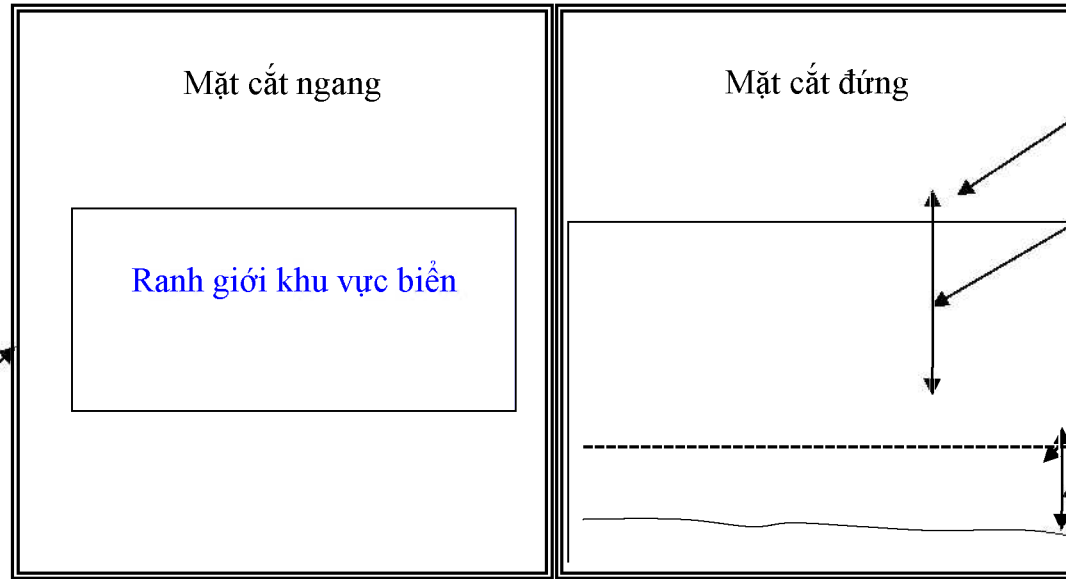 Mặt cắt ngang
Mặt cắt đứng
Ranh giới khu vực biển